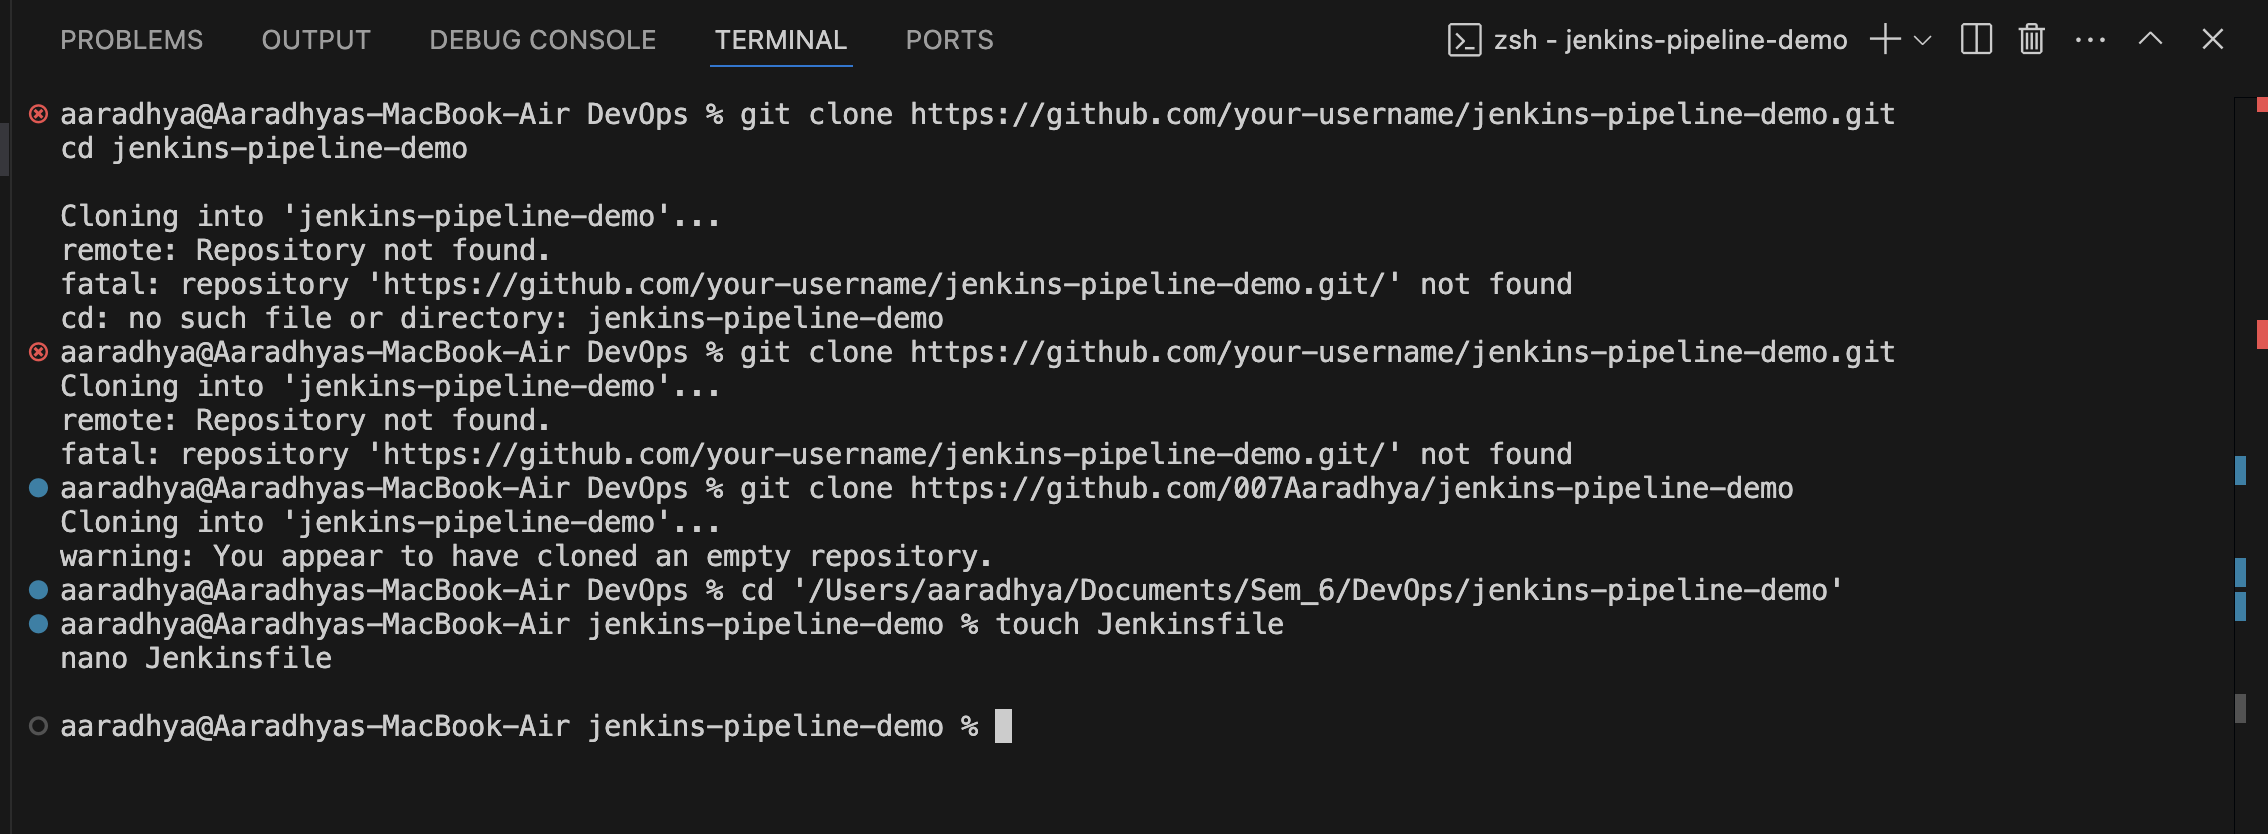 PROBLEMS OUTPUT DEBUG CONSOLE TERMINAL PORTS zsh - jenkins-pipeline-demo
aaradhya@Aaradhyas-MacBook-Air DevOps % git clone https://github.com/your-username/jenkins-pipeline-demo.git
cd jenkins-pipeline-demo
Cloning into 'jenkins-pipeline-demo'...
remote: Repository not found.
fatal: repository 'https://github.com/your-username/jenkins-pipeline-demo.git/' not found
cd: no such file or directory: jenkins-pipeline-demo
aaradhya@Aaradhyas-MacBook-Air DevOps % git clone https://github.com/your-username/jenkins-pipeline-demo.git
Cloning into 'jenkins-pipeline-demo'...
remote: Repository not found.
fatal: repository 'https://github.com/your-username/jenkins-pipeline-demo.git/' not found
aaradhya@Aaradhyas-MacBook-Air DevOps % git clone https://github.com/007Aaradhya/jenkins-pipeline-demo
Cloning into 'jenkins-pipeline-demo'...
warning: You appear to have cloned an empty repository.
aaradhya@Aaradhyas-MacBook-Air DevOps % cd '/Users/aaradhya/Documents/Sem_6/DevOps/jenkins-pipeline-demo'
aaradhya@Aaradhyas-MacBook-Air jenkins-pipeline-demo % touch Jenkinsfile
nano Jenkinsfile
aaradhya@Aaradhyas-MacBook-Air jenkins-pipeline-demo %